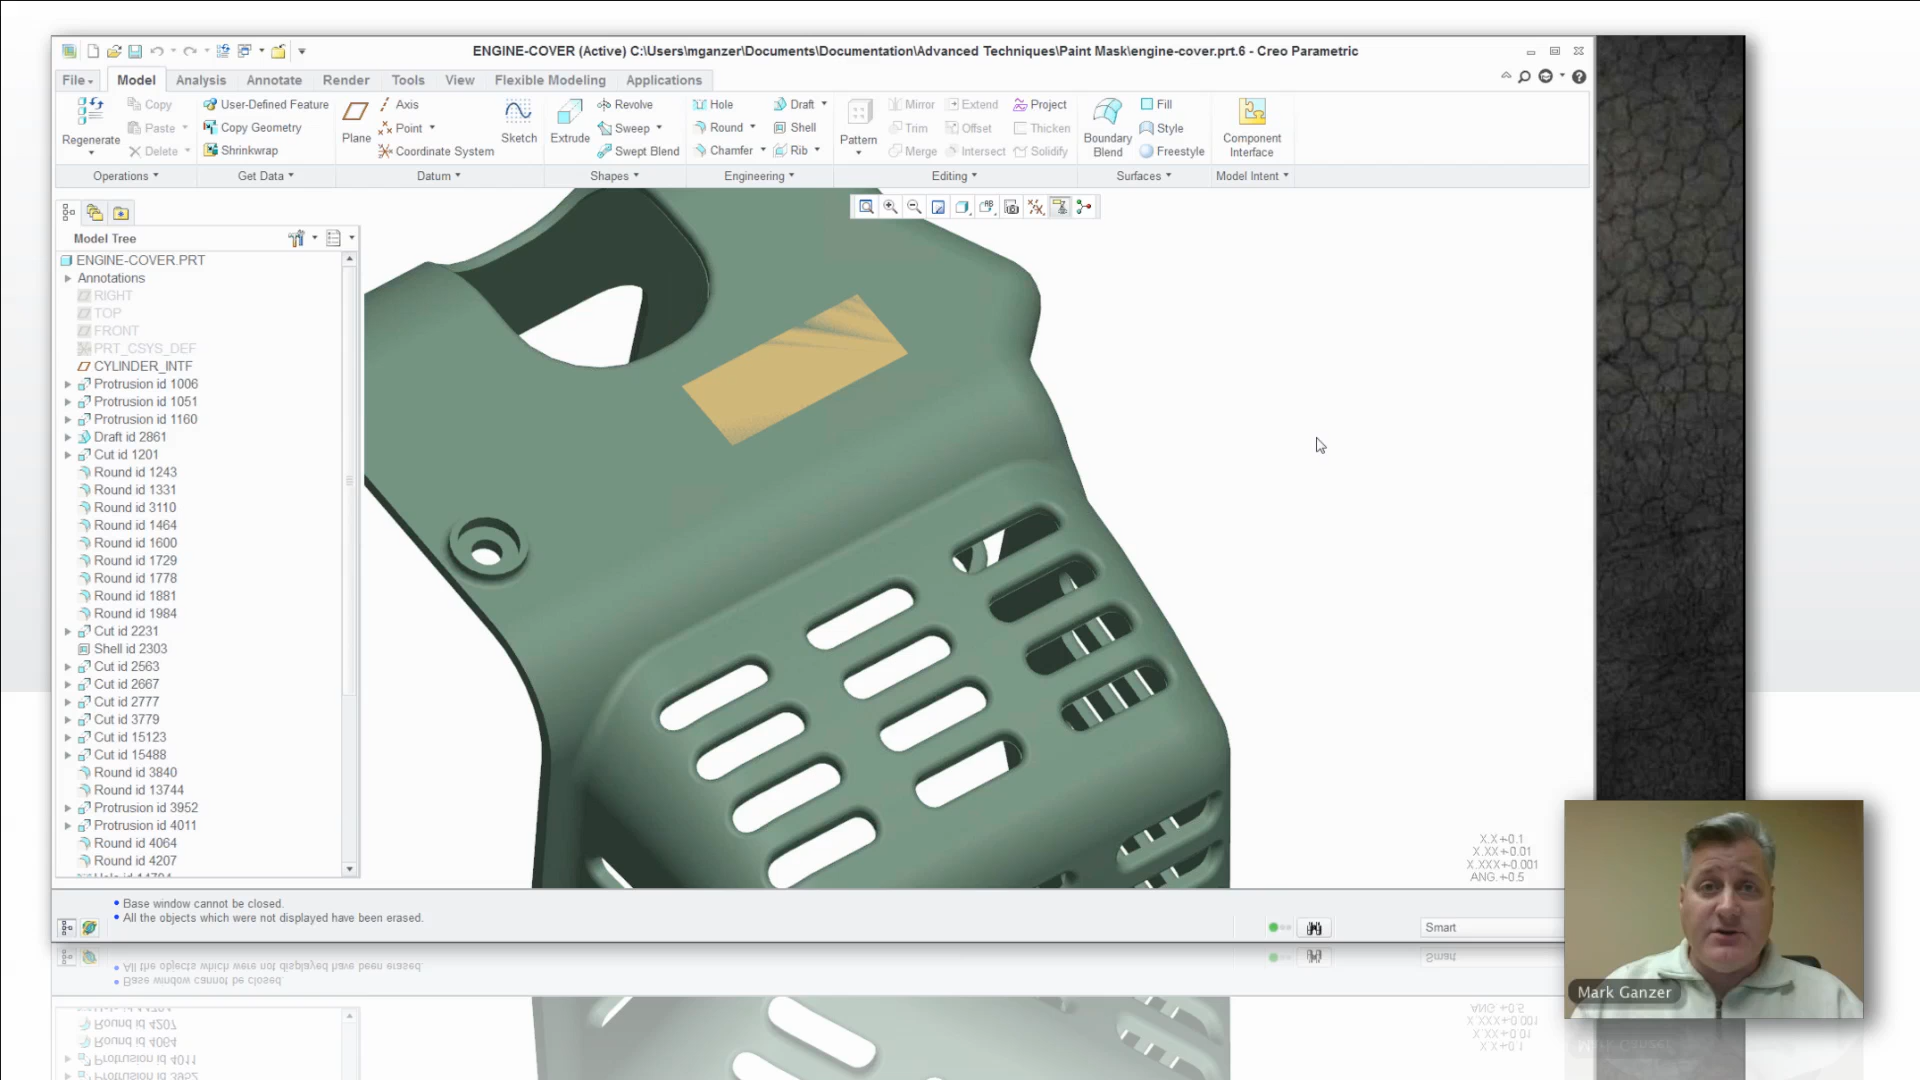 ENGINE-COVER (Active) C:\Users\mganzer\Documents\Documentation\Advanced Techniques\Paint Mask\engine-cover.prt.6 - Creo Parametric
File Model Analysis Annotate Render Tools View Flexible Modeling Applications
Regenerate
Copy
Paste
Delete
Operations
User-Defined Feature
Copy Geometry
Shrinkwrap
Get Data
Plane
Axis
Point
Coordinate System
Sketch
Datum
Extrude
Revolve
Sweep
Swept Blend
Shapes
Hole
Round
Chamfer
Draft
Shell
Rib
Engineering
Pattern
Mirror
Trim
Merge
Extend
Offset
Intersect
Project
Thicken
Solidify
Editing
Boundary
Blend
Fill
Style
Freestyle
Surfaces
Component
Interface
Model Intent
Model Tree
ENGINE-COVER.PRT
Annotations
RIGHT
TOP
FRONT
PRT_CSYS_DEF
CYLINDER_INTF
Protrusion id 1006
Protrusion id 1051
Protrusion id 1160
Draft id 2861
Cut id 1201
Round id 1243
Round id 1331
Round id 3110
Round id 1464
Round id 1600
Round id 1729
Round id 1778
Round id 1881
Round id 1984
Cut id 2231
Shell id 2303
Cut id 2563
Cut id 2667
Cut id 2777
Cut id 3779
Cut id 15123
Cut id 15488
Round id 3840
Round id 13744
Protrusion id 3952
Protrusion id 4011
Round id 4064
Round id 4207
X.X+-0.1
X.XX+-0.01
X.XXX+-0.001
ANG.+-0.5
Base window cannot be closed.
All the objects which were not displayed have been erased.
Smart
Mark Ganzer